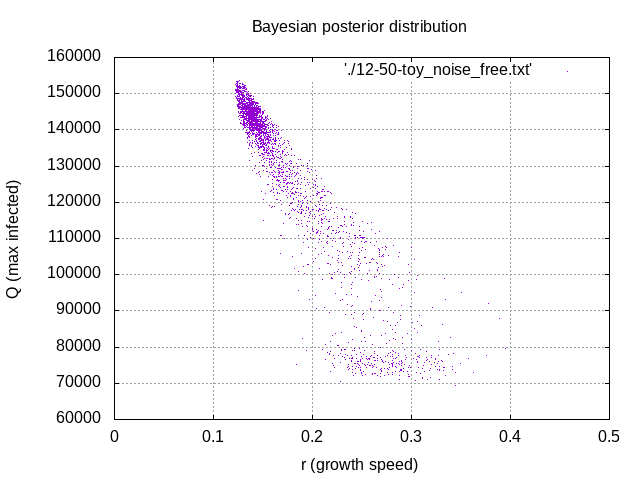 Bayesian posterior distribution
'./12-50-toy_noise_free.txt'
160000
150000
140000
130000
120000
110000
100000
90000
80000
70000
60000
Q (max infected)
0 0.1 0.2 0.3 0.4 0.5
r (growth speed)